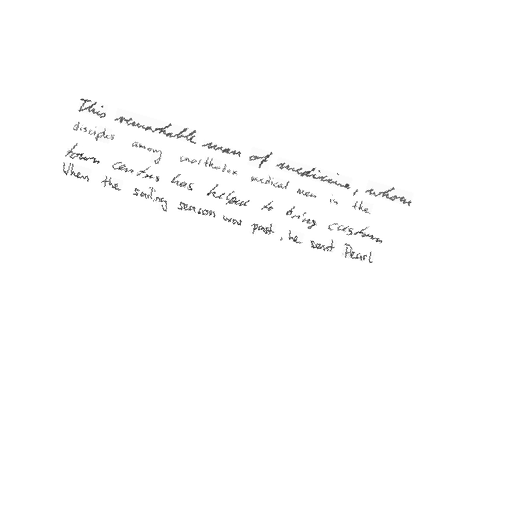 This remarkable man of medicine, whom
disciples among unorthodox medical men in the
town centres has helped to bring custom
When the sailing season was past, he sent Pearl